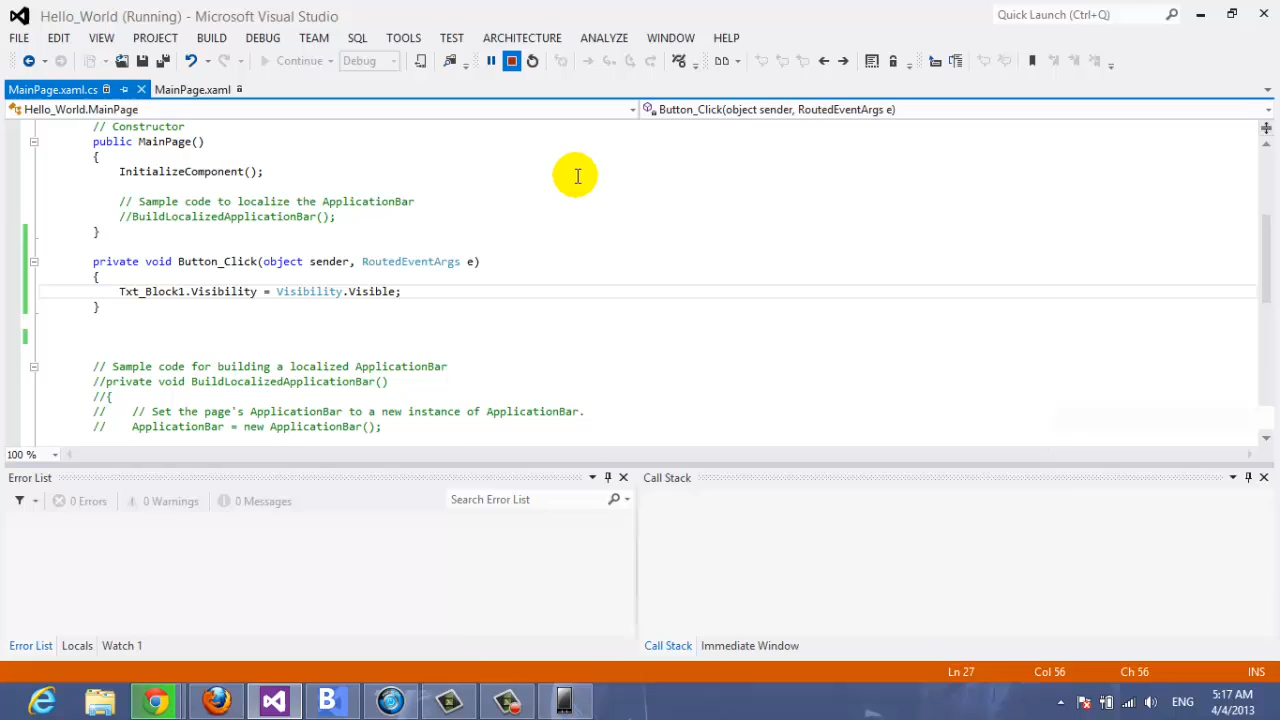 Hello_World (Running) - Microsoft Visual Studio
Quick Launch (Ctrl+Q)
FILE EDIT VIEW PROJECT BUILD DEBUG TEAM SQL TOOLS TEST ARCHITECTURE ANALYZE WINDOW HELP
Continue Debug
MainPage.xaml.cs MainPage.xaml
Hello_World.MainPage Button_Click(object sender, RoutedEventArgs e)
// Constructor
public MainPage()
{
InitializeComponent();
// Sample code to localize the ApplicationBar
//BuildLocalizedApplicationBar();
}
private void Button_Click(object sender, RoutedEventArgs e)
{
Txt_Block1.Visibility = Visibility.Visible;
}
// Sample code for building a localized ApplicationBar
//private void BuildLocalizedApplicationBar()
//{
// // Set the page's ApplicationBar to a new instance of ApplicationBar.
// ApplicationBar = new ApplicationBar();
100 %
Error List Call Stack
0 Errors 0 Warnings 0 Messages Search Error List
Error List Locals Watch 1 Call Stack Immediate Window
Ln 27 Col 56 Ch 56 INS
ENG 5:17 AM
4/4/2013